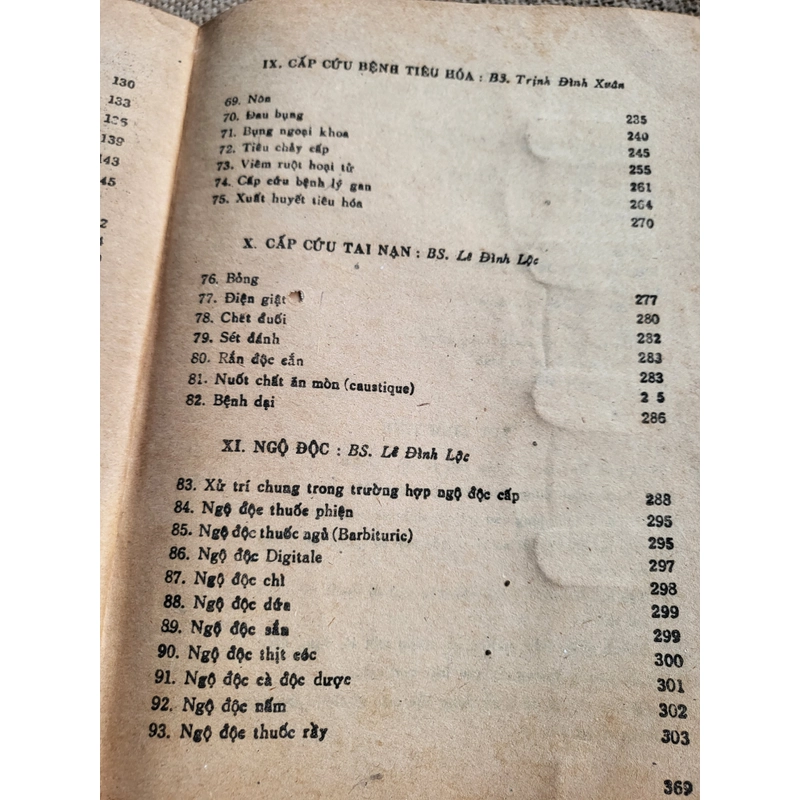 130
133
135
139
143
45
2
4
IX. CẤP CỨU BỆNH TIÊU HÓA : BS. Trịnh Đình Xuân
69. Nôn 235
70. Đau bụng 240
71. Bụng ngoại khoa 245
72. Tiêu chảy cấp 255
73. Viêm ruột hoại tử 261
74. Cấp cứu bệnh lý gan 264
75. Xuất huyết tiêu hóa 270
X. CẤP CỨU TAI NẠN : BS. Lê Đình Lộc
76. Bỏng 277
77. Điện giật 280
78. Chết đuối 282
79. Sét đánh 283
80. Rắn độc cắn 283
81. Nuốt chất ăn mòn (caustique) 2 5
82. Bệnh dại 286
XI. NGỘ ĐỘC : BS. Lê Đình Lộc
83. Xử trí chung trong trường hợp ngộ độc cấp 288
84. Ngộ độc thuốc phiện 295
85. Ngộ độc thuốc ngủ (Barbituric) 295
86. Ngộ độc Digitale 297
87. Ngộ độc chì 298
88. Ngộ độc dứa 299
89. Ngộ độc sắn 299
90. Ngộ độc thịt cóc 300
91. Ngộ độc cà độc dược 301
92. Ngộ độc nấm 302
93. Ngộ độc thuốc rầy 303
369